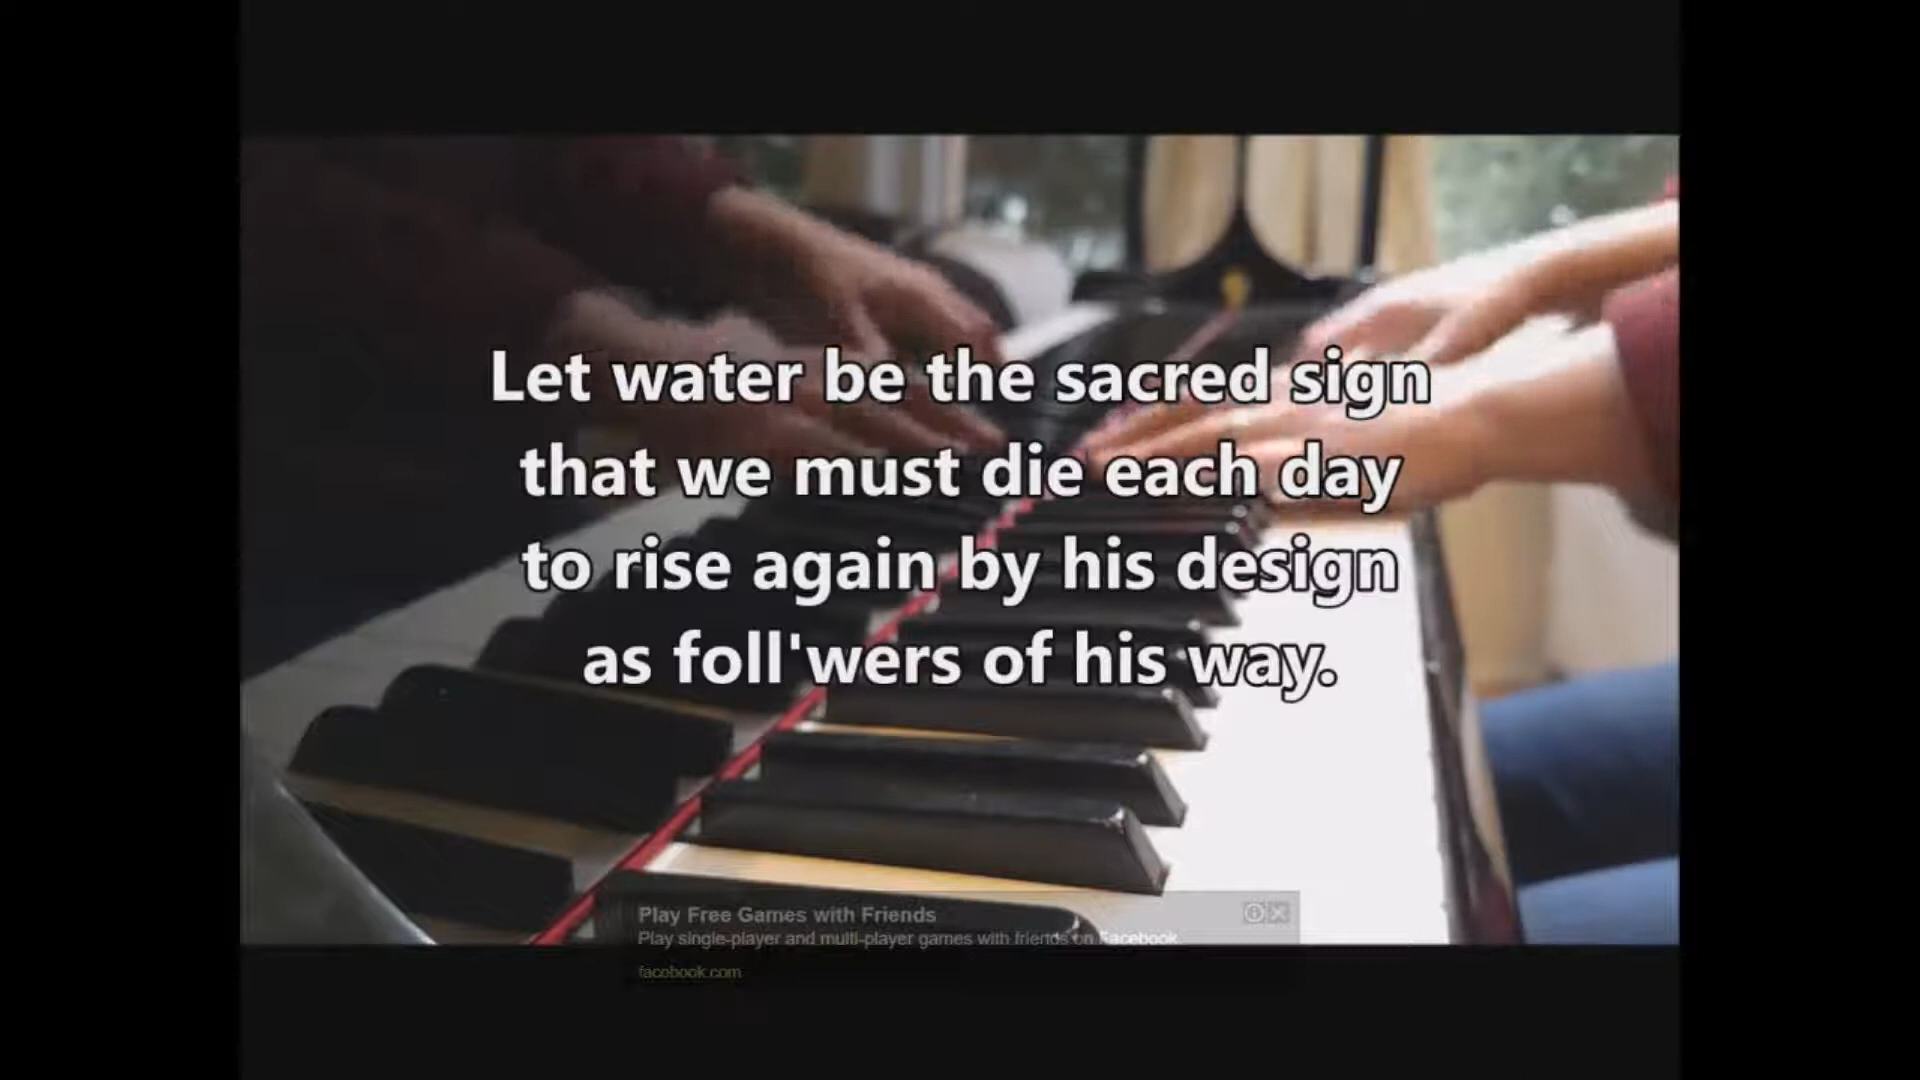 Let water be the sacred sign
that we must die each day
to rise again by his design
as foll'wers of his way.
Play Free Games with Friends
Play single-player and multi-player games with friends on Facebook.
facebook.com